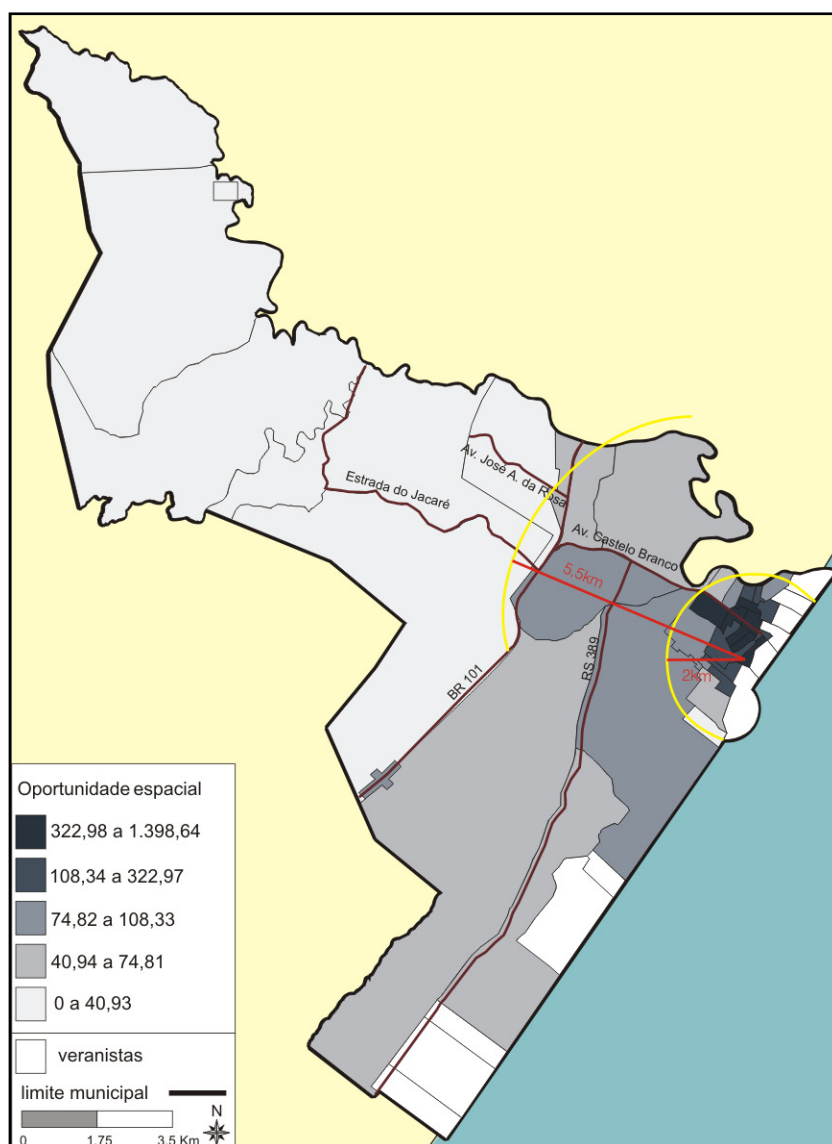 Av. José A. da Rosa
Estrada do Jacaré
Av. Castelo Branco
5,5km
RS 389
2km
BR 101
Oportunidade espacial
322,98 a 1.398,64
108,34 a 322,97
74,82 a 108,33
40,94 a 74,81
0 a 40,93
veranistas
limite municipal
N
0 1.75 3.5 Km